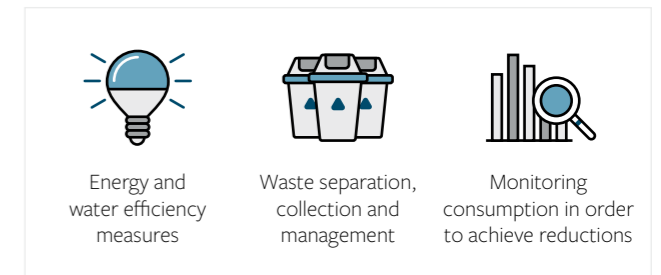 Energy and
water efficiency
measures
Waste separation,
collection and
management
Monitoring
consumption in order
to achieve reductions